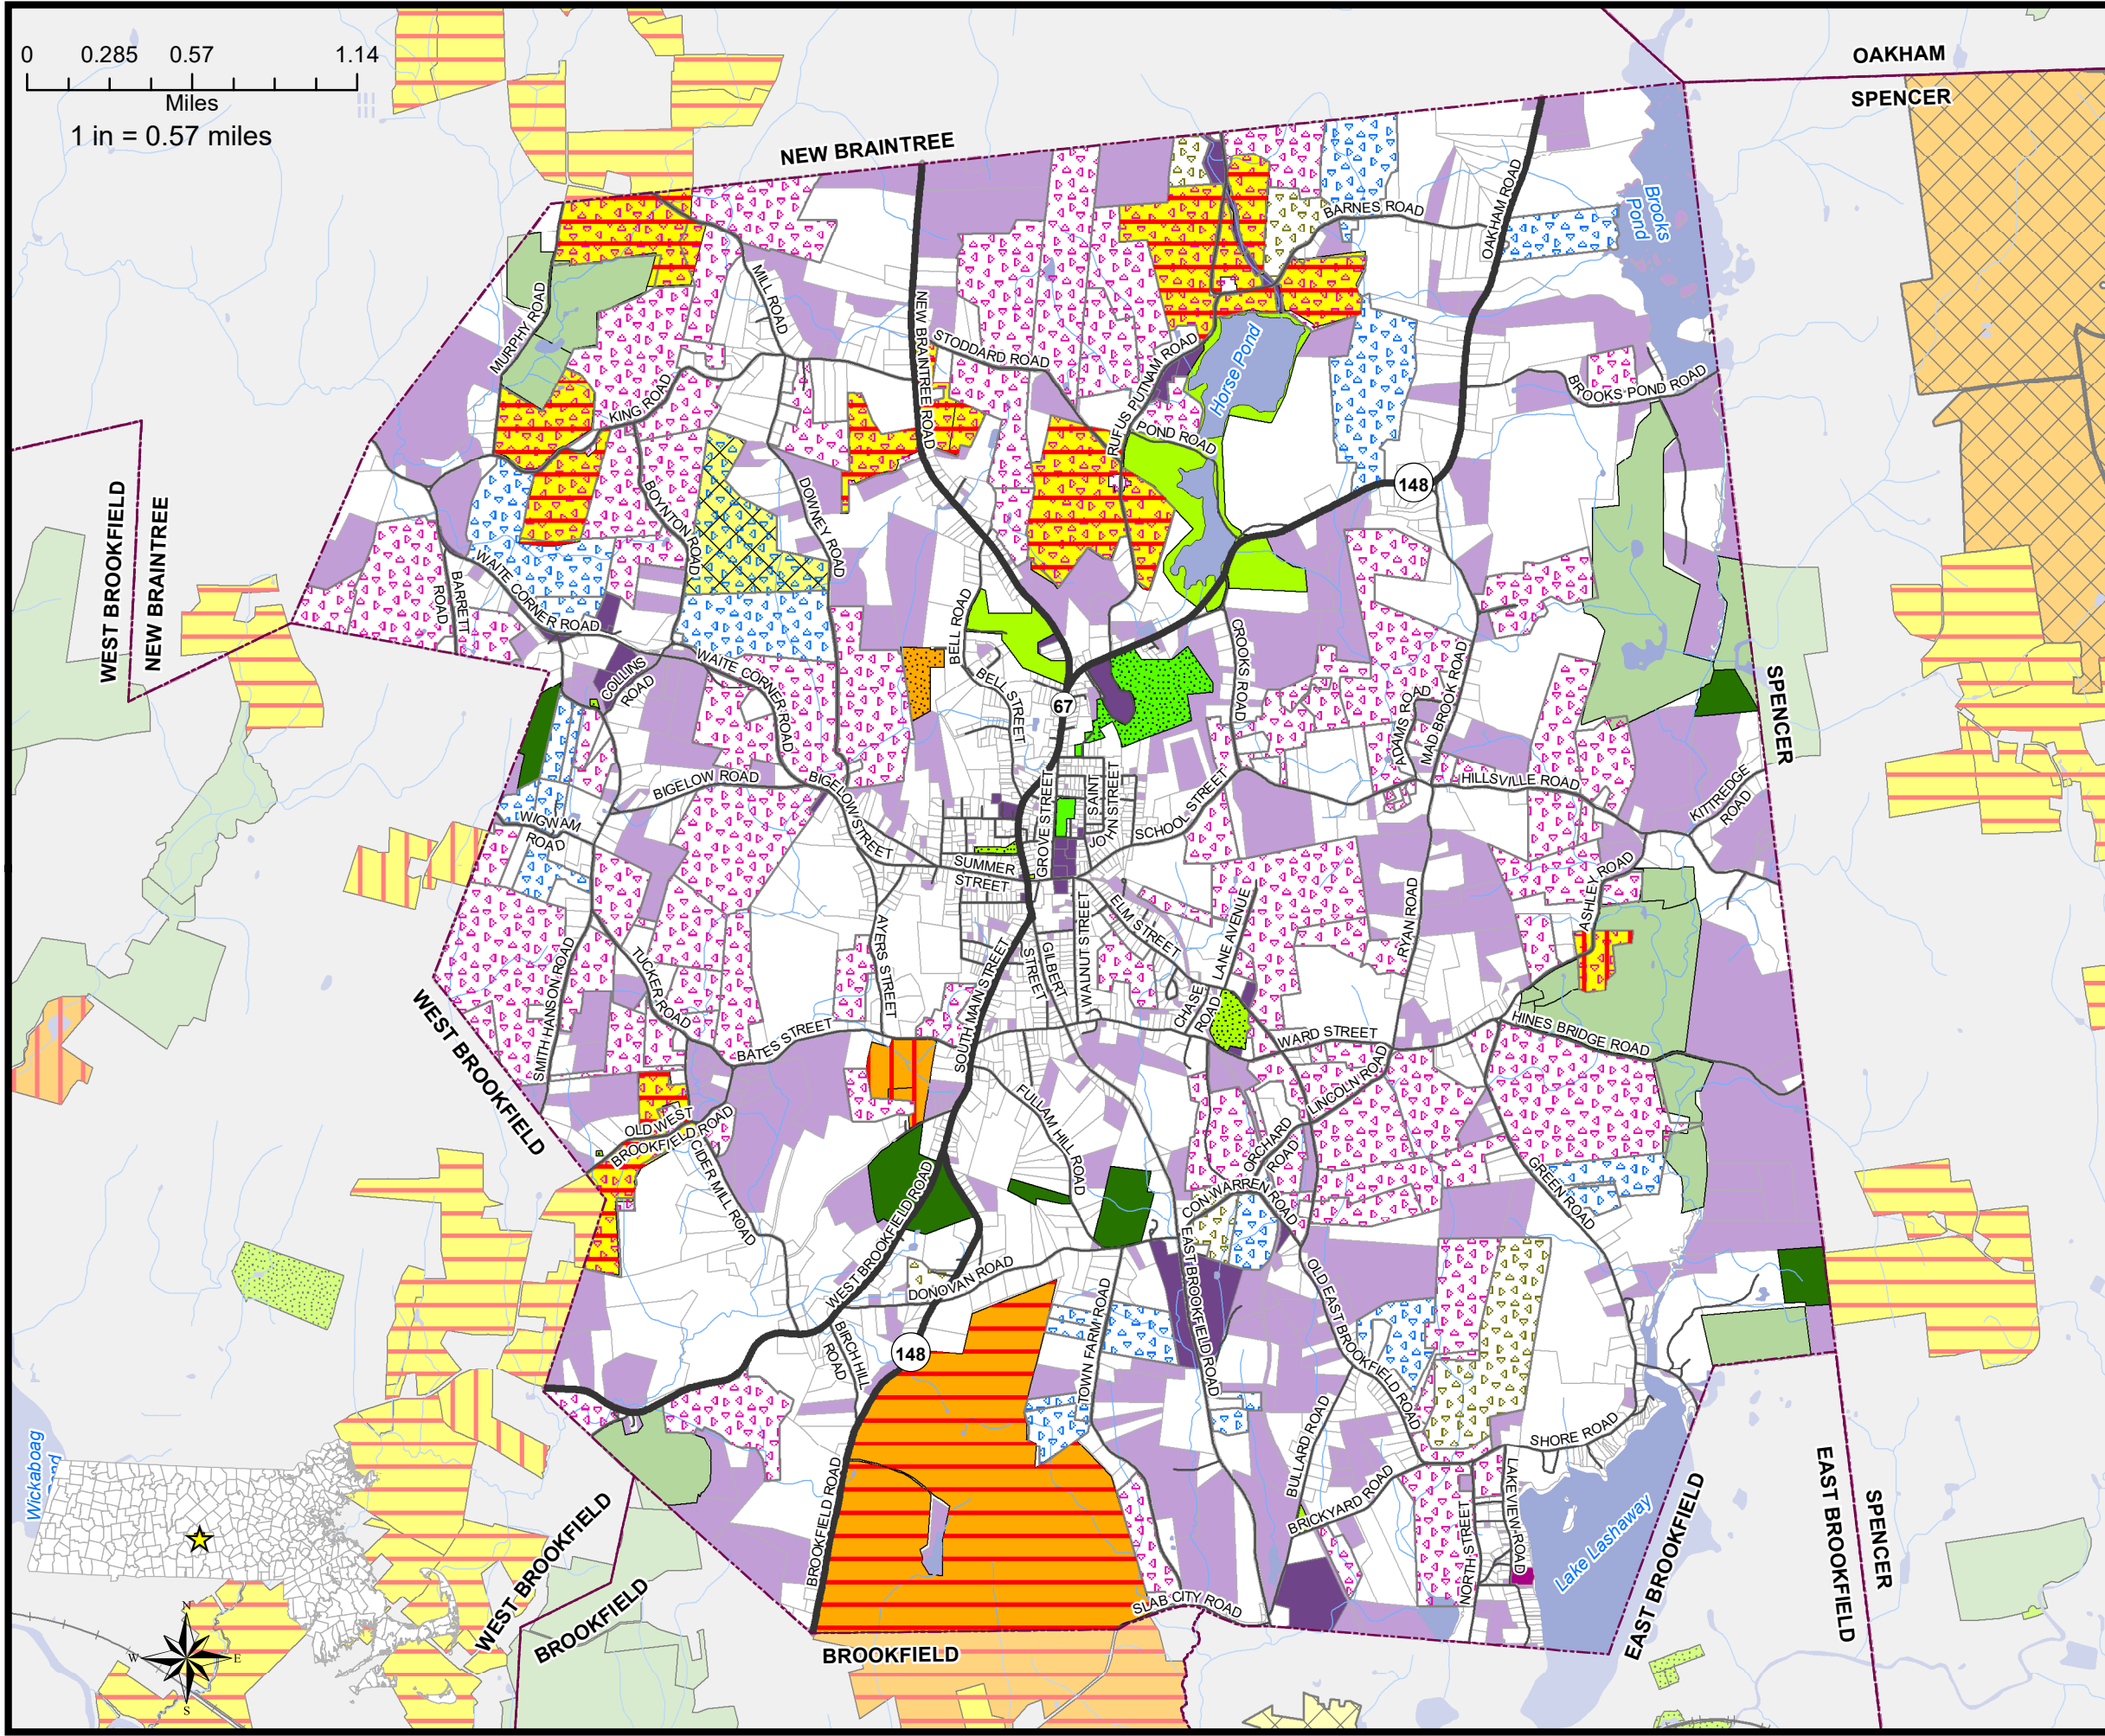 0 0.285 0.57 1.14
Miles
1 in = 0.57 miles
OAKHAM
SPENCER
NEW BRAINTREE
Brooks
Pond
BARNES ROAD
OAKHAM ROAD
MURPHY ROAD
MILL ROAD
NEW BRAINTREE ROAD
STODDARD ROAD
RUFUS PUTNAM ROAD
Horse Pond
BROOKS POND ROAD
KING ROAD
POND ROAD
148
WEST BROOKFIELD
NEW BRAINTREE
BOYNTON ROAD
DOWNEY ROAD
WAITE CORNER ROAD
BARRETT
ROAD
BELL ROAD
BELL STREET
COLLINS
ROAD
WAITE CORNER ROAD
67
CROOKS ROAD
ADAMS ROAD
MAD BROOK ROAD
SPENCER
BIGELOW ROAD
BIGELOW STREET
GROVE STREET
SAINT
JOHN STREET
SCHOOL STREET
HILLSVILLE ROAD
KITTREDGE
ROAD
WIGWAM
ROAD
SUMMER
STREET
ASHLEY ROAD
RYAN ROAD
ELM STREET
LANE AVENUE
AYERS STREET
GILBERT
STREET
WALNUT STREET
SOUTH MAIN STREET
TUCKER ROAD
SMITH HANSON ROAD
CHASE
ROAD
WARD STREET
HINES BRIDGE ROAD
BATES STREET
WEST BROOKFIELD
LINCOLN ROAD
FULLAM HILL ROAD
OLD WEST
BROOKFIELD ROAD
CIDER MILL ROAD
ORCHARD
ROAD
GREEN ROAD
CON WARREN ROAD
WEST BROOKFIELD ROAD
DONOVAN ROAD
EAST BROOKFIELD ROAD
OLD EAST BROOKFIELD ROAD
TOWN FARM ROAD
BIRCH HILL
ROAD
148
BULLARD ROAD
SHORE ROAD
BRICKYARD ROAD
LAKEVIEW ROAD
NORTH STREET
Lake Lashaway
BROOKFIELD ROAD
SLAB CITY ROAD
Wickaboag
WEST BROOKFIELD
BROOKFIELD
BROOKFIELD
EAST BROOKFIELD
EAST BROOKFIELD
SPENCER
N
W E
S